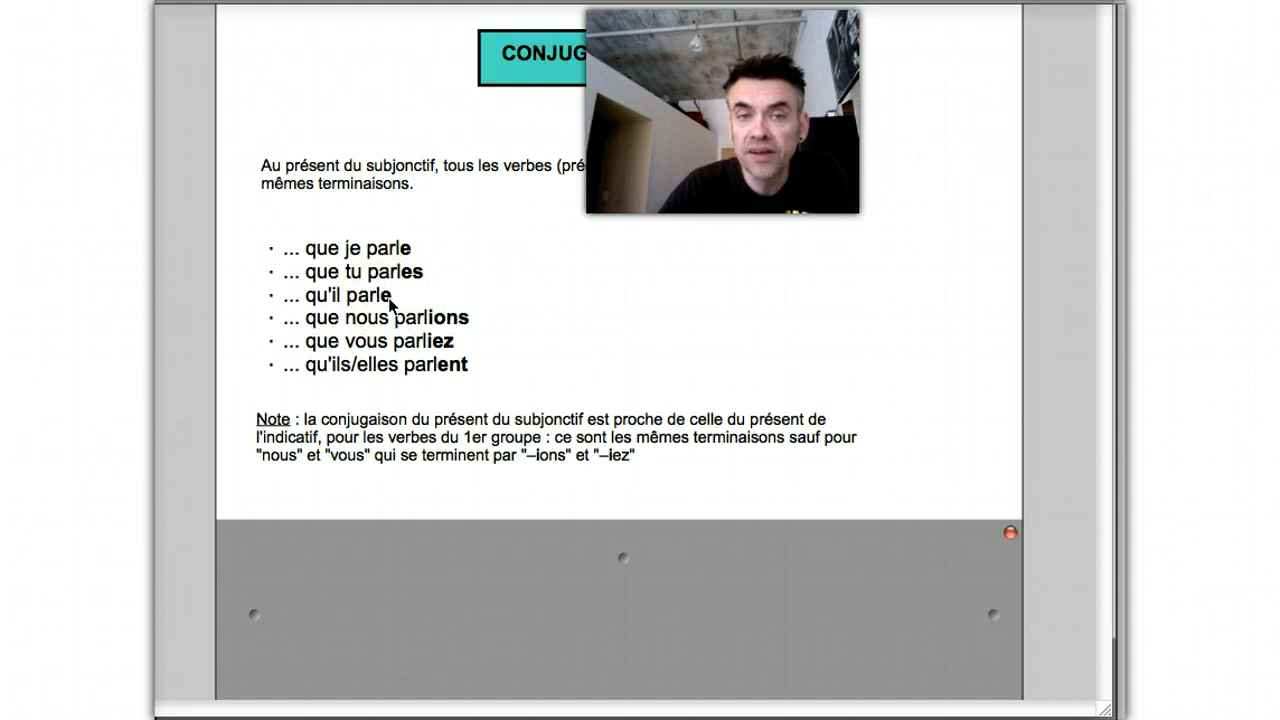 CONJUG
Au présent du subjonctif, tous les verbes (pré
mêmes terminaisons.
· ... que je parle
· ... que tu parles
· ... qu'il parle
· ... que nous parlions
· ... que vous parliez
· ... qu'ils/elles parlent
Note : la conjugaison du présent du subjonctif est proche de celle du présent de
l'indicatif, pour les verbes du 1er groupe : ce sont les mêmes terminaisons sauf pour
"nous" et "vous" qui se terminent par "–ions" et "–iez"